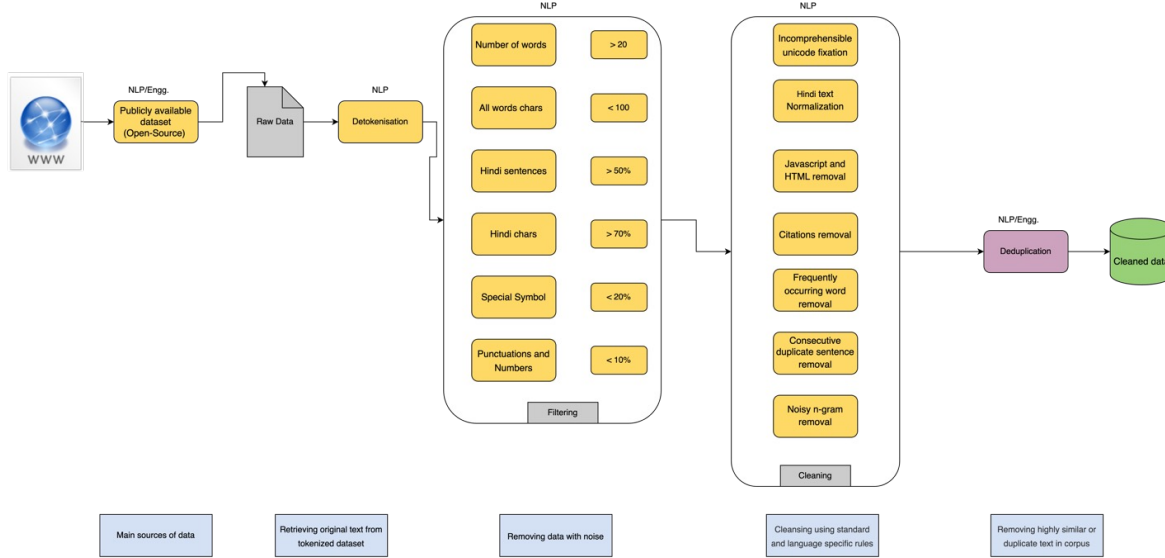 NLP
NLP
Number of words
> 20
Incomprehensible
unicode fixation
NLP/Engg.
NLP
All words chars
< 100
Hindi text
Normalization
Publicly available
dataset
(Open-Source)
Raw Data
Detokenisation
WWW
Hindi sentences
> 50%
Javascript and
HTML removal
Hindi chars
> 70%
Citations removal
NLP/Engg.
Deduplication
Cleaned data
Special Symbol
< 20%
Frequently
occurring word
removal
Punctuations and
Numbers
< 10%
Consecutive
duplicate sentence
removal
Noisy n-gram
removal
Filtering
Cleaning
Main sources of data
Retrieving original text from
tokenized dataset
Removing data with noise
Cleansing using standard
and language specific rules
Removing highly similar or
duplicate text in corpus